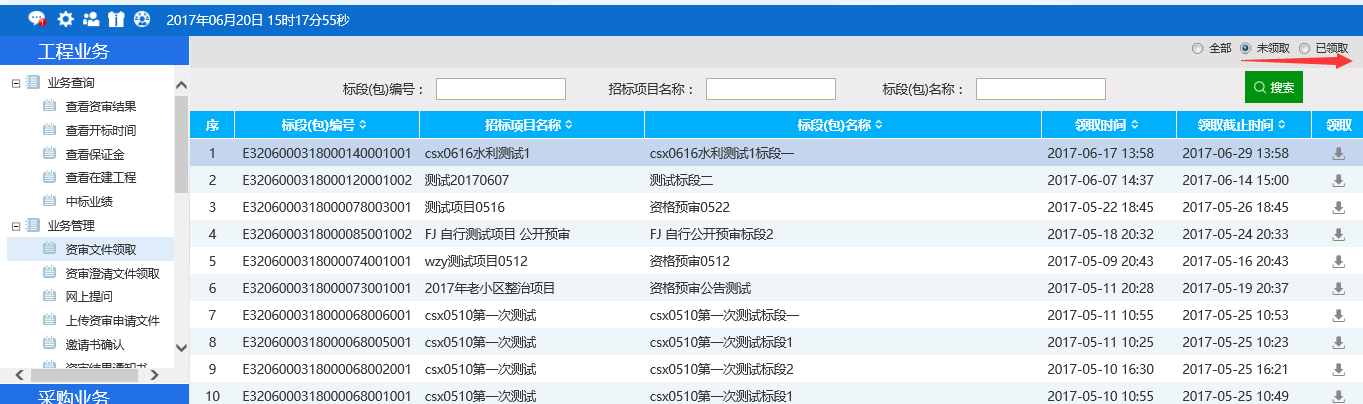 2017年06月20日 15时17分55秒
工程业务
业务查询
查看资审结果
查看开标时间
查看保证金
查看在建工程
中标业绩
业务管理
资审文件领取
资审澄清文件领取
网上提问
上传资审申请文件
邀请书确认
资审结果通知书
采购业务
全部 未领取 已领取
标段(包)编号： 招标项目名称： 标段(包)名称： 搜索
序 标段(包)编号 招标项目名称 标段(包)名称 领取时间 领取截止时间 领取
1 E3206000318000140001001 csx0616水利测试1 csx0616水利测试1标段一 2017-06-17 13:58 2017-06-29 13:58
2 E3206000318000120001002 测试20170607 测试标段二 2017-06-07 14:37 2017-06-14 15:00
3 E3206000318000078003001 测试项目0516 资格预审0522 2017-05-22 18:45 2017-05-26 18:45
4 E3206000318000085001002 FJ 自行测试项目 公开预审 FJ 自行公开预审标段2 2017-05-18 20:32 2017-05-24 20:33
5 E3206000318000074001001 wzy测试项目0512 资格预审0512 2017-05-09 20:43 2017-05-16 20:43
6 E3206000318000073001001 2017年老小区整治项目 资格预审公告测试 2017-05-11 20:28 2017-05-19 20:37
7 E3206000318000068006001 csx0510第一次测试 csx0510第一次测试标段一 2017-05-11 10:55 2017-05-25 10:53
8 E3206000318000068005001 csx0510第一次测试 csx0510第一次测试标段1 2017-05-11 10:25 2017-05-25 10:23
9 E3206000318000068002001 csx0510第一次测试 csx0510第一次测试标段2 2017-05-10 16:30 2017-05-25 16:21
10 E3206000318000068001001 csx0510第一次测试 csx0510第一次测试标段1 2017-05-10 10:55 2017-05-25 10:49